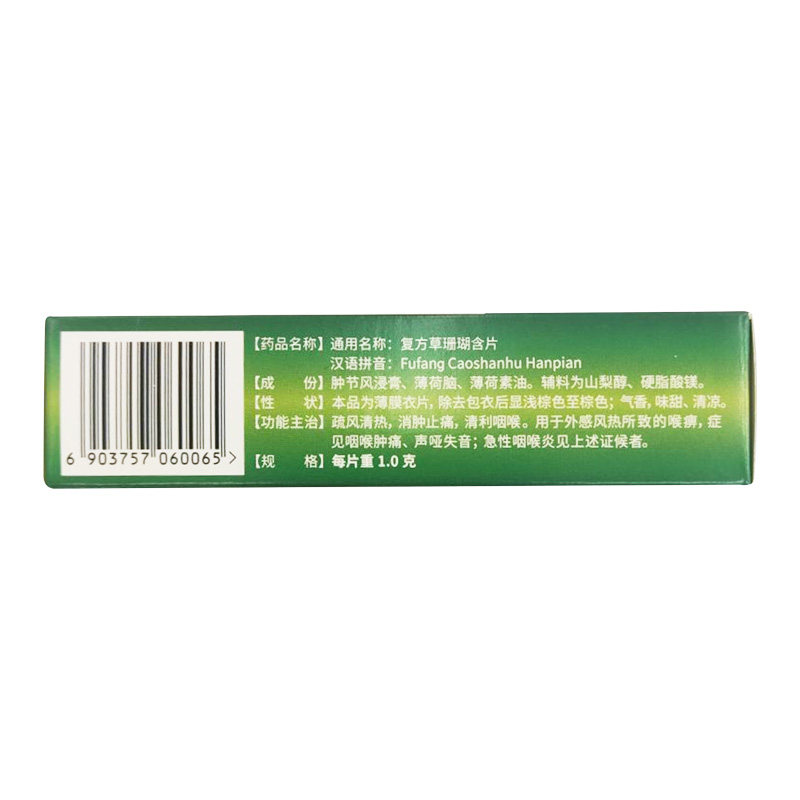 【药品名称】通用名称：复方草珊瑚含片
汉语拼音：Fufang Caoshanhu Hanpian
【成 份】肿节风浸膏、薄荷脑、薄荷素油。辅料为山梨醇、硬脂酸镁。
【性 状】本品为薄膜衣片，除去包衣后显浅棕色至棕色；气香，味甜、清凉。
【功能主治】疏风清热，消肿止痛，清利咽喉。用于外感风热所致的喉痹，症
见咽喉肿痛、声哑失音；急性咽喉炎见上述证候者。
【规 格】每片重 1.0 克
6 903757 060065>